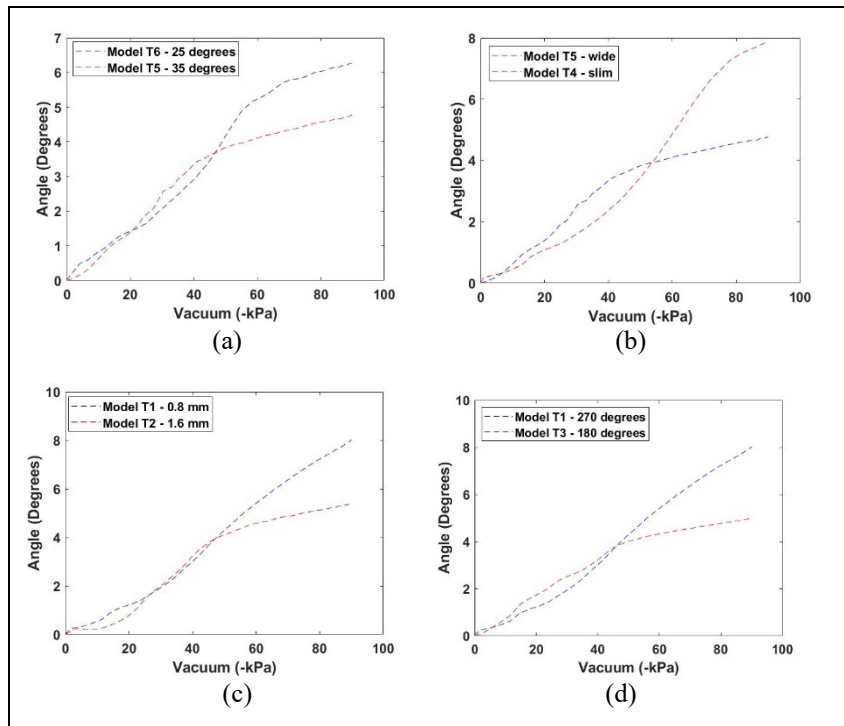 7
6
5
4
3
2
1
0
Angle (Degrees)
Model T6 - 25 degrees
Model T5 - 35 degrees
0 20 40 60 80 100
Vacuum (-kPa)
(a)
8
6
4
2
0
Angle (Degrees)
Model T5 - wide
Model T4 - slim
0 20 40 60 80 100
Vacuum (-kPa)
(b)
10
8
6
4
2
0
Angle (Degrees)
Model T1 - 0.8 mm
Model T2 - 1.6 mm
0 20 40 60 80 100
Vacuum (-kPa)
(c)
10
8
6
4
2
0
Angle (Degrees)
Model T1 - 270 degrees
Model T3 - 180 degrees
0 20 40 60 80 100
Vacuum (-kPa)
(d)